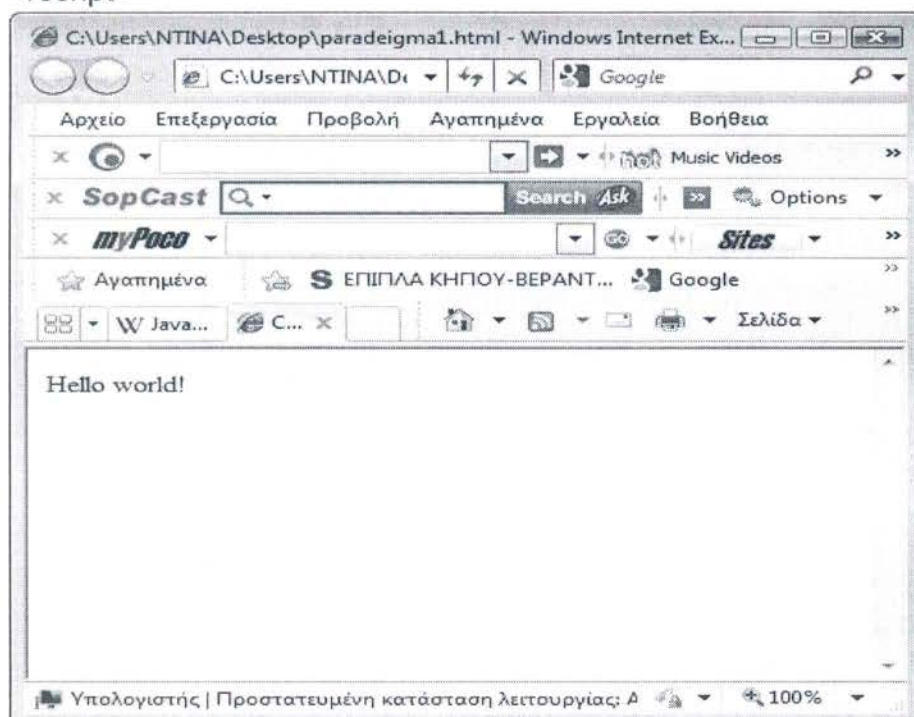 C:\Users\NTINA\Desktop\paradeigma1.html - Windows Internet Ex...
C:\Users\NTINA\De Google
Αρχείο Επεξεργασία Προβολή Αγαπημένα Εργαλεία Βοήθεια
Music Videos »
SopCast Search Ask » Options
myPoco GO Sites »
Αγαπημένα S ΕΠΙΠΛΑ ΚΗΠΟΥ-ΒΕΡΑΝΤ... Google »
W Java... C... Σελίδα »
Hello world!
Υπολογιστής | Προστατευμένη κατάσταση λειτουργίας: Α 100%